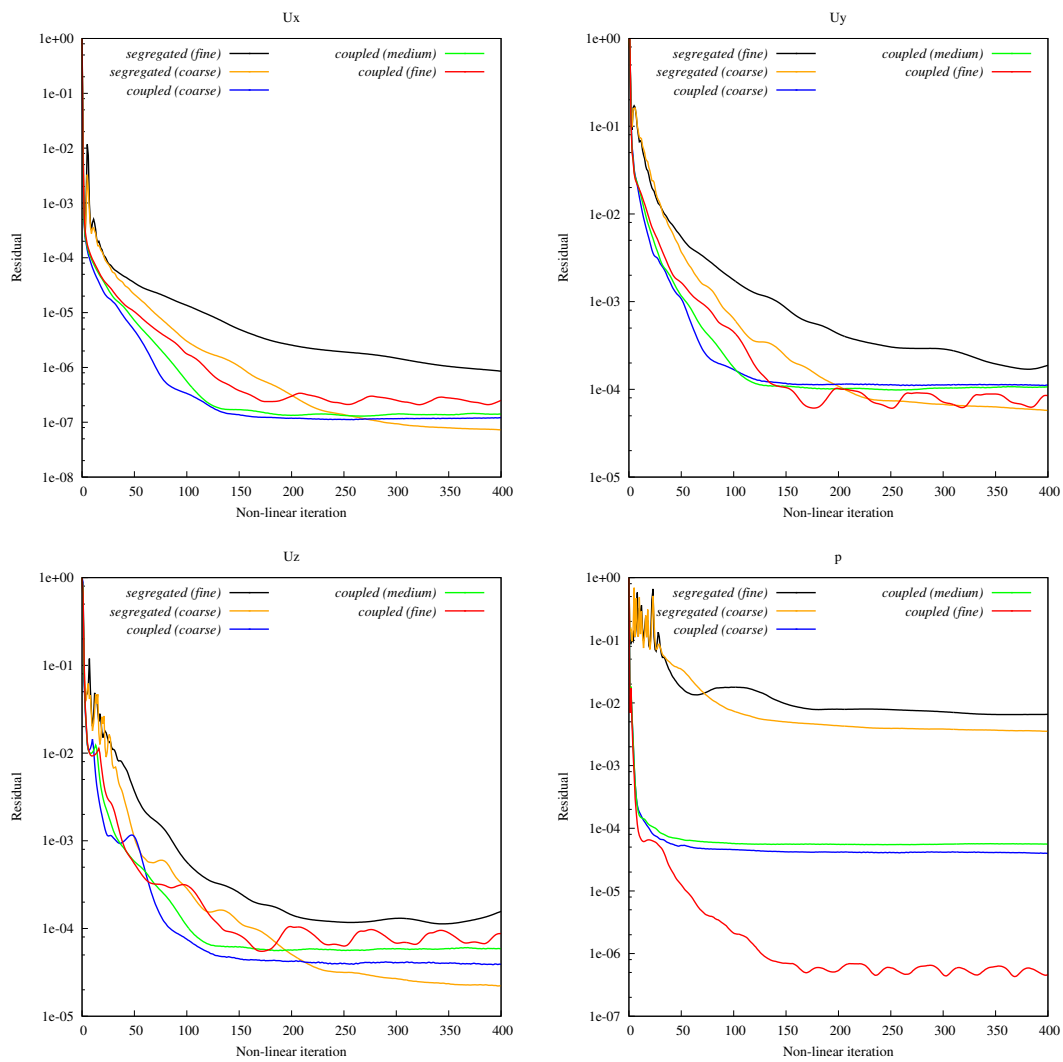 Ux
1e+00
1e-01
1e-02
1e-03
1e-04
1e-05
1e-06
1e-07
1e-08
Residual
segregated (fine)
segregated (coarse)
coupled (coarse)
coupled (medium)
coupled (fine)
0 50 100 150 200 250 300 350 400
Non-linear iteration
Uy
1e+00
1e-01
1e-02
1e-03
1e-04
1e-05
Residual
segregated (fine)
segregated (coarse)
coupled (coarse)
coupled (medium)
coupled (fine)
0 50 100 150 200 250 300 350 400
Non-linear iteration
Uz
1e+00
1e-01
1e-02
1e-03
1e-04
1e-05
Residual
segregated (fine)
segregated (coarse)
coupled (coarse)
coupled (medium)
coupled (fine)
0 50 100 150 200 250 300 350 400
Non-linear iteration
p
1e+00
1e-01
1e-02
1e-03
1e-04
1e-05
1e-06
1e-07
Residual
segregated (fine)
segregated (coarse)
coupled (coarse)
coupled (medium)
coupled (fine)
0 50 100 150 200 250 300 350 400
Non-linear iteration